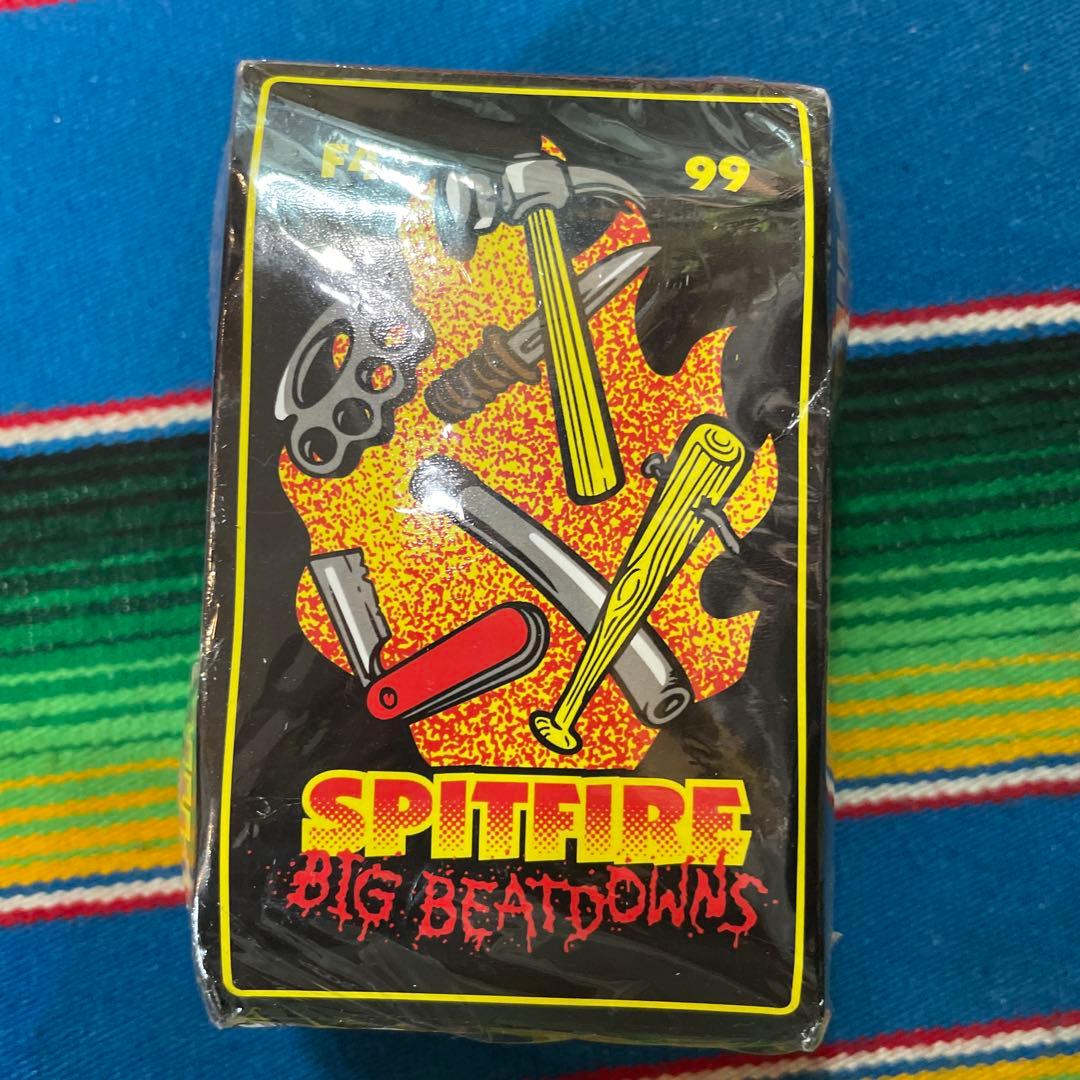 F4 99
SPITFIRE
BIG BEATDOWNS